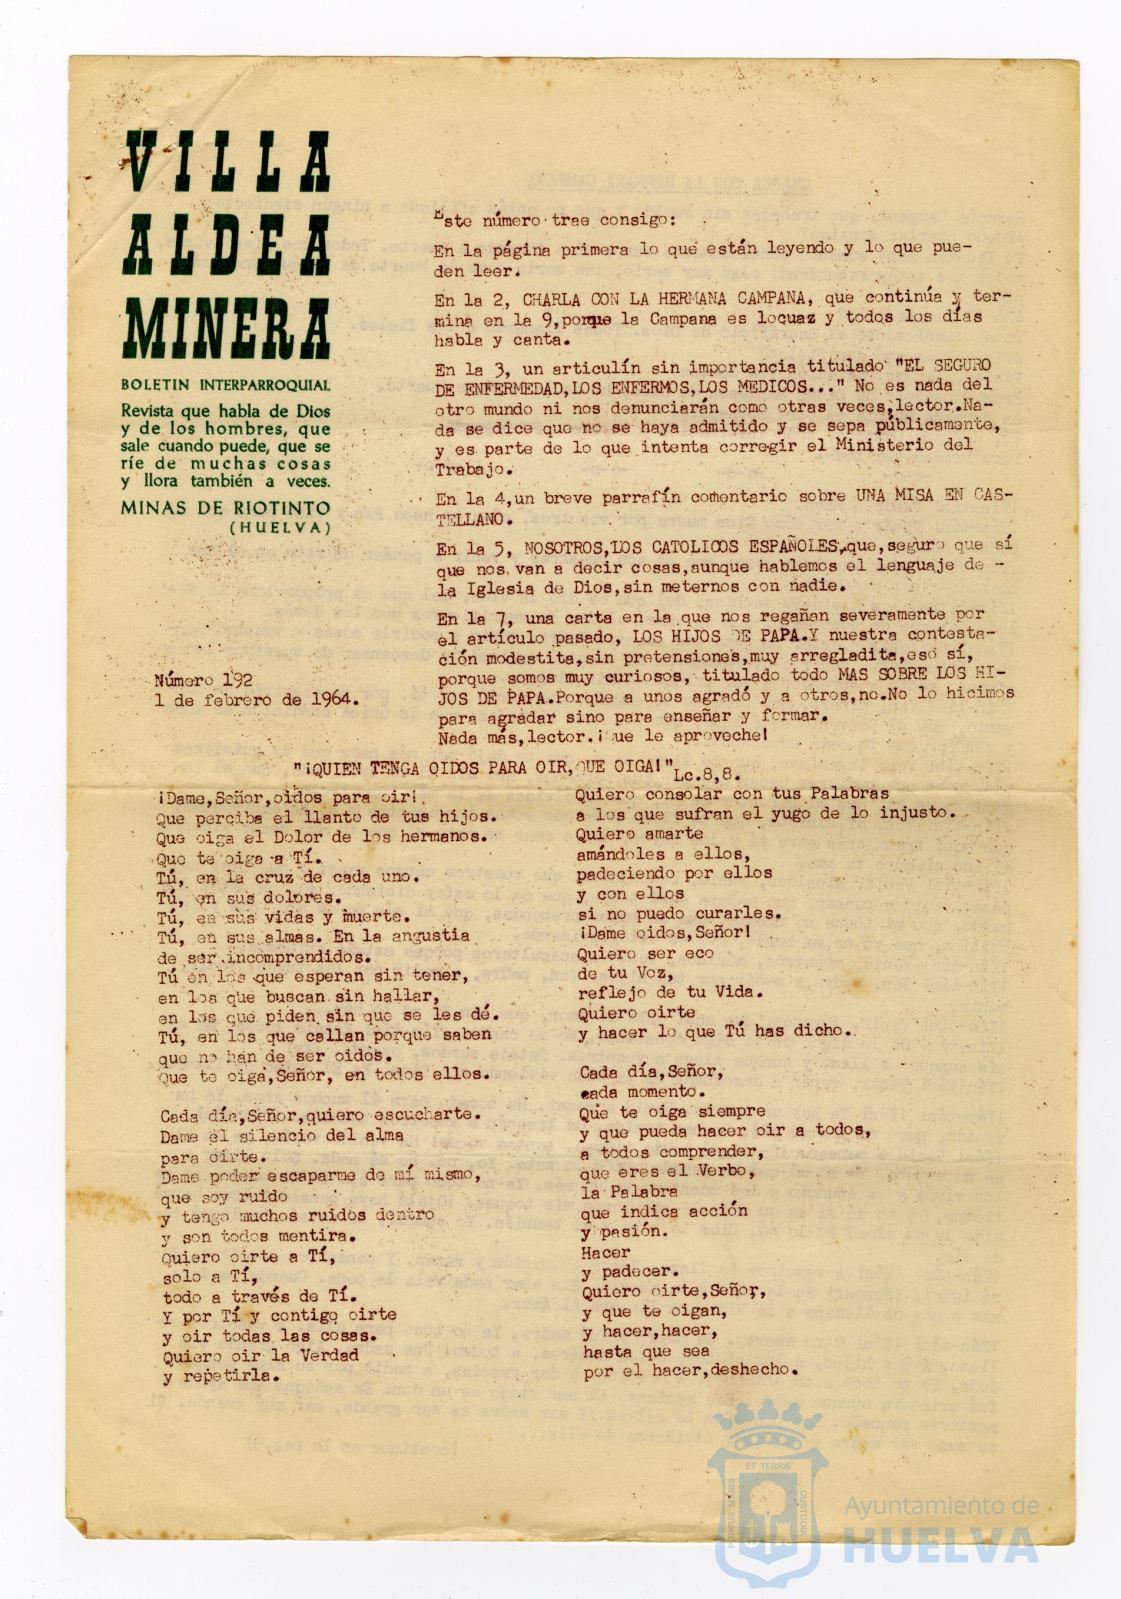 VILLA
ALDEA
MINERA
BOLETIN INTERPARROQUIAL
Revista que habla de Dios
y de los hombres, que
sale cuando puede, que se
ríe de muchas cosas
y llora también a veces.
MINAS DE RIOTINTO
(HUELVA)
Número 192
1 de febrero de 1964.
Este número trae consigo:
En la página primera lo que están leyendo y lo que pue-
den leer.
En la 2, CHARLA CON LA HERMANA CAMPANA, que continúa y ter-
mina en la 9,porque la Campana es locuaz y todos los días
habla y canta.
En la 3, un articulín sin importancia titulado "EL SEGURO
DE ENFERMEDAD,LOS ENFERMOS,LOS MEDICOS..." No es nada del
otro mundo ni nos denunciarán como otras veces,lector.Na-
da se dice que no se haya admitido y se sepa públicamente,
y es parte de lo que intenta corregir el Ministerio del
Trabajo.
En la 4,un breve parrafín comentario sobre UNA MISA EN CAS-
TELLANO.
En la 5, NOSOTROS,LOS CATOLICOS ESPAÑOLES,que,seguro que sí
que nos van a decir cosas,aunque hablemos el lenguaje de -
la Iglesia de Dios,sin meternos con nadie.
En la 7, una carta en la que nos regañan severamente por
el artículo pasado, LOS HIJOS DE PAPA.Y nuestra contesta-
ción modestita,sin pretensiones,muy arregladita,eso sí,
porque somos muy curiosos, titulado todo MAS SOBRE LOS HI-
JOS DE PAPA.Porque a unos agradó y a otros,no.No lo hicimos
para agradar sino para enseñar y formar.
Nada más,lector.¡Que le aproveche!
"¡QUIEN TENGA OIDOS PARA OIR,QUE OIGA!"Lc.8,8.
¡Dame,Señor,oidos para oir!
Que perciba el llanto de tus hijos.
Que oiga el Dolor de los hermanos.
Que te oiga a Tí.
Tú, en la cruz de cada uno.
Tú, en sus dolores.
Tú, en sus vidas y muerte.
Tú, en sus almas. En la angustia
de ser incomprendidos.
Tú en los que esperan sin tener,
en los que buscan sin hallar,
en los que piden sin que se les dé.
Tú, en los que callan porque saben
que no han de ser oidos.
Que te oiga,Señor, en todos ellos.
Cada día,Señor,quiero escucharte.
Dame el silencio del alma
para oirte.
Dame poder escaparme de mí mismo,
que soy ruido
y tengo muchos ruidos dentro
y son todos mentira.
Quiero oirte a Tí,
solo a Tí,
todo a través de Tí.
Y por Tí y contigo oirte
y oir todas las cosas.
Quiero oir la Verdad
y repetirla.
Quiero consolar con tus Palabras
a los que sufran el yugo de lo injusto.
Quiero amarte
amándoles a ellos,
padeciendo por ellos
y con ellos
si no puedo curarles.
¡Dame oidos,Señor!
Quiero ser eco
de tu Voz,
reflejo de tu Vida.
Quiero oirte
y hacer lo que Tú has dicho.
Cada día,Señor,
cada momento.
Que te oiga siempre
y que pueda hacer oir a todos,
a todos comprender,
que eres el Verbo,
la Palabra
que indica acción
y pasión.
Hacer
y padecer.
Quiero oirte,Señor,
y que te oigan,
y hacer,hacer,
hasta que sea
por el hacer,deshecho.
ET TERRÆ
PORTUS MARIS
CUSTODIA
Ayuntamiento de
HUELVA